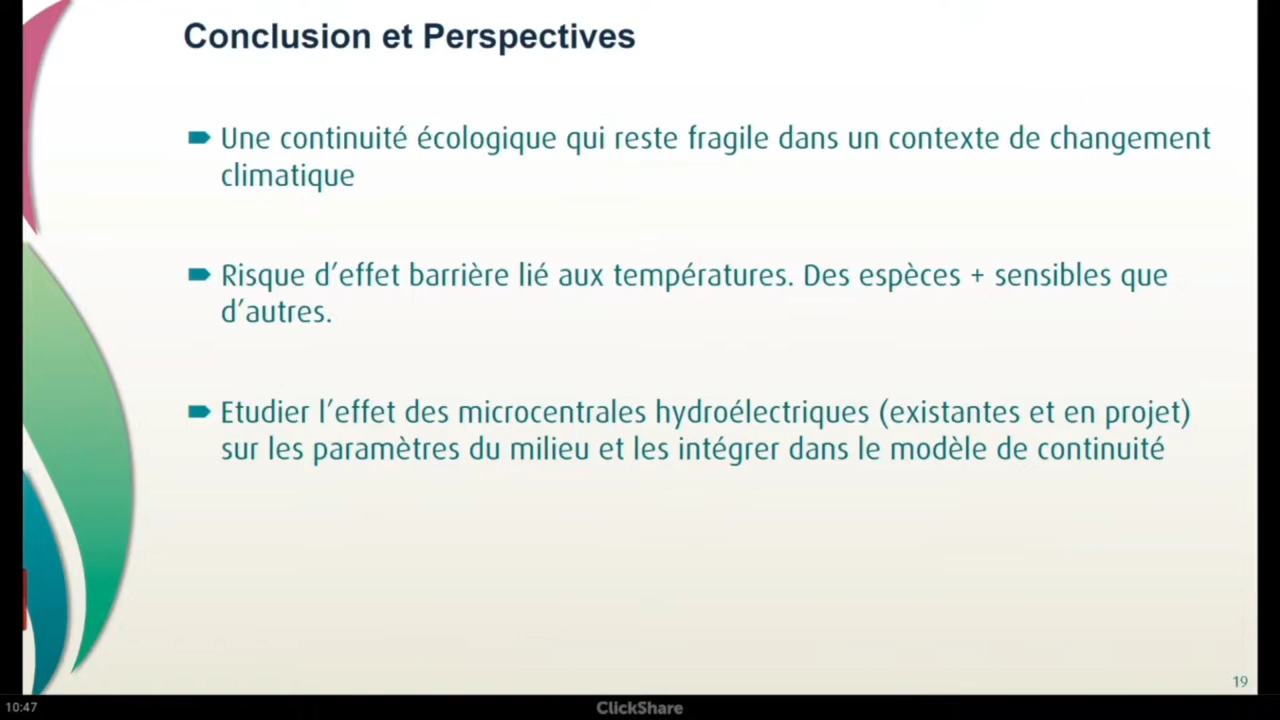 Conclusion et Perspectives
Une continuité écologique qui reste fragile dans un contexte de changement
climatique
Risque d'effet barrière lié aux températures. Des espèces + sensibles que
d'autres.
Etudier l'effet des microcentrales hydroélectriques (existantes et en projet)
sur les paramètres du milieu et les intégrer dans le modèle de continuité
19
10:47
ClickShare